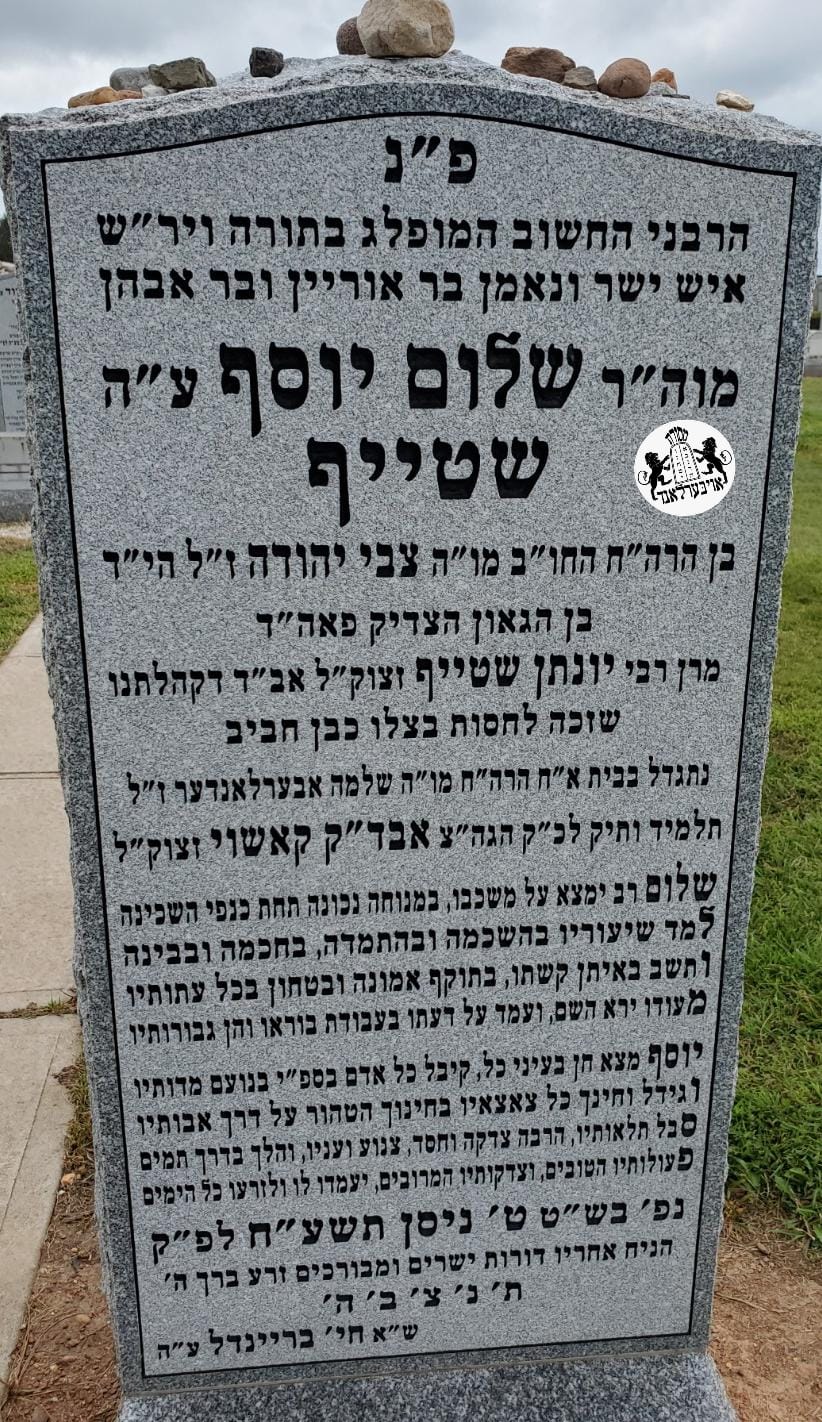 פ״נ
הרבני החשוב המופלג בתורה ויר״ש
איש ישר ונאמן בר אוריין ובר אבהן
מוה״ר שלום יוסף ע״ה
שטייף
אויבערלאנד
בן הרה״ח החו״ב מו״ה צבי יהודה ז״ל הי״ד
בן הגאון הצדיק פאה״ד
מרן רבי יונתן שטייף זצוק״ל אב״ד דקהלתנו
שזכה לחסות בצלו כבן חביב
נתגדל בבית א״ח הרה״ח מו״ה שלמה אבערלאנדער ז״ל
תלמיד ותיק לכ״ק הגה״צ אבד״ק קאשוי זצוק״ל
שלום רב ימצא על משכבו, במנוחה נכונה תחת כנפי השכינה
למד שיעוריו בהשכמה ובהתמדה, בחכמה ובבינה
ותשב באיתן קשתו, בתוקף אמונה ובטחון בכל עתותיו
מעודו ירא השם, ועמד על דעתו בעבודת בוראו והן גבורותיו
יוסף מצא חן בעיני כל, קיבל כל אדם בספ״י בנועם מדותיו
וגידל וחינך כל צאצאיו בחינוך הטהור על דרך אבותיו
סבל תלאותיו, הרבה צדקה וחסד, צנוע ועניו, והלך בדרך תמים
פעולותיו הטובים, וצדקותיו המרובים, יעמדו לו ולזרעו כל הימים
נפ׳ בש״ט ט׳ ניסן תשע״ח לפ״ק
הניח אחריו דורות ישרים ומבורכים זרע ברך ה׳
ת׳ נ׳ צ׳ ב׳ ה׳
ש״א חי׳ בריינדל ע״ה